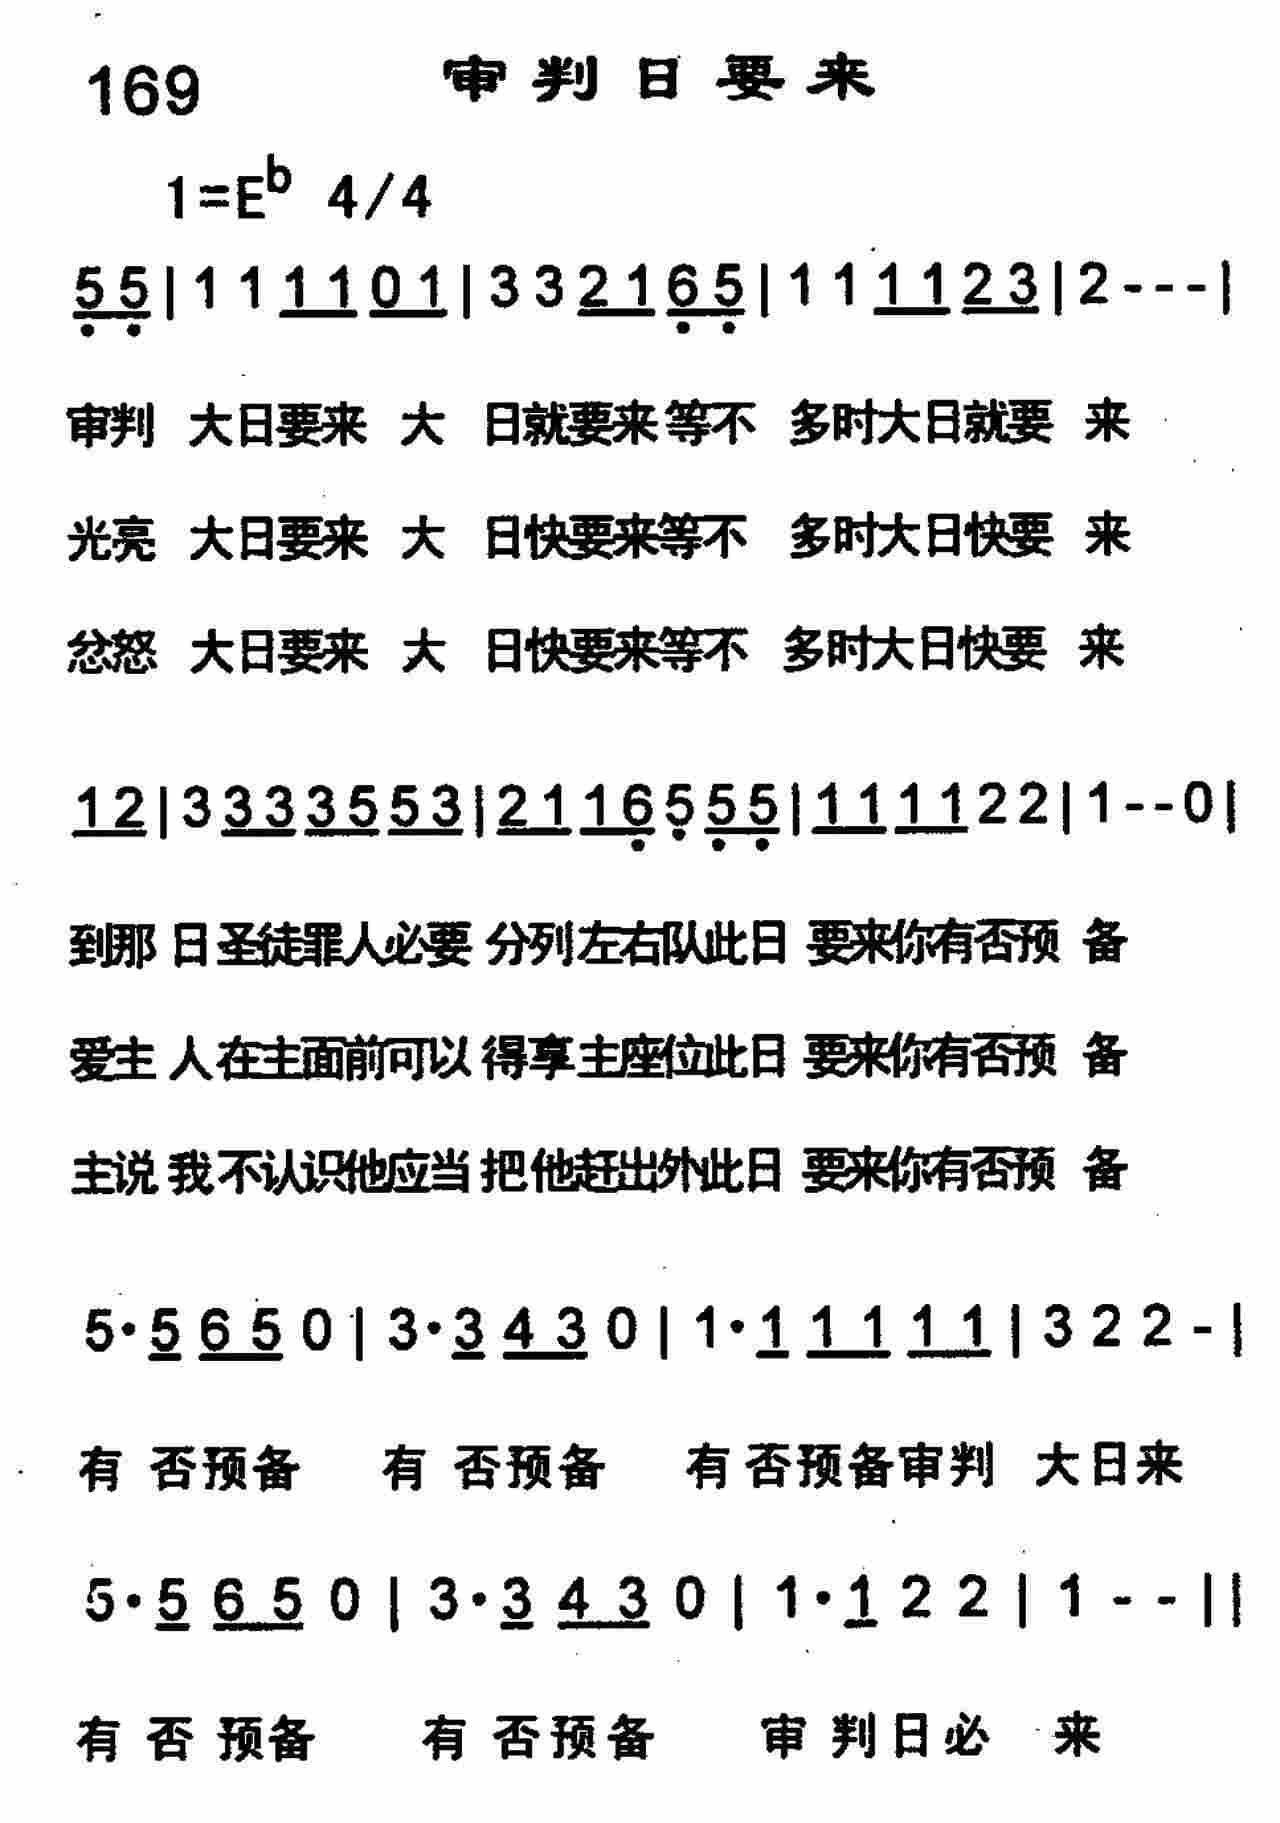 169 审判日要来
1=E♭ 4/4
5̣ 5̣ | 1 1 1 1 0 1 | 3 3 2 1 6̣ 5̣ | 1 1 1 1 2 3 | 2 - - - |
审判 大日要来 大 日就要来等不 多时大日就要 来
光亮 大日要来 大 日快要来等不 多时大日快要 来
忿怒 大日要来 大 日快要来等不 多时大日快要 来
1 2 | 3 3 3 3 5 5 3 | 2 1 1 6̣ 5̣ 5̣ 5̣ | 1 1 1 1 2 2 | 1 - - 0 |
到那 日圣徒罪人必要 分列左右队此日 要来你有否预 备
爱主 人在主面前可以 得享主座位此日 要来你有否预 备
主说 我不认识他应当 把他赶出外此日 要来你有否预 备
5 · 5 6 5 0 | 3 · 3 4 3 0 | 1 · 1 1 1 1 1 | 3 2 2 - |
有 否预备 有 否预备 有 否预备审判 大日来
5 · 5 6 5 0 | 3 · 3 4 3 0 | 1 · 1 2 2 | 1 - - ||
有 否 预备 有 否预备 审 判日必 来